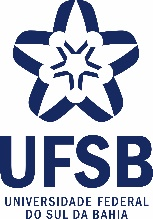 UFSB
UNIVERSIDADE FEDERAL
DO SUL DA BAHIA